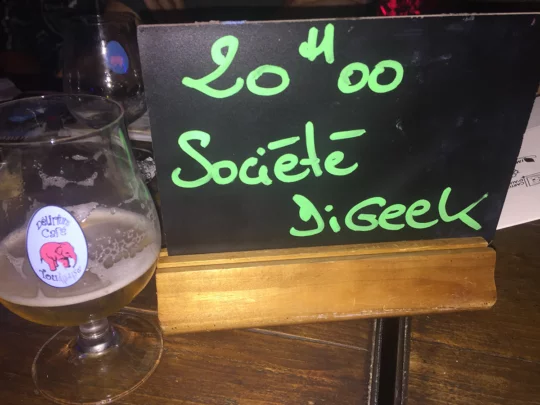 20H00
Société
DiGeek
Delirium
Café
Toulouse